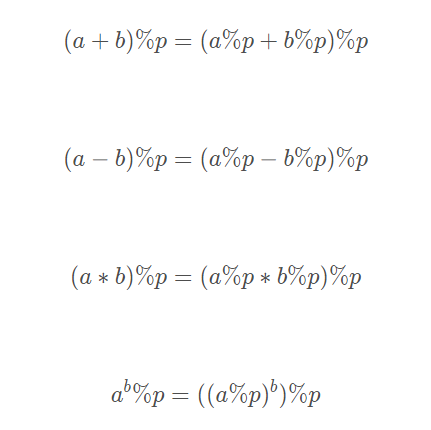 (a + b)%p = (a%p + b%p)%p
(a − b)%p = (a%p − b%p)%p
(a ∗ b)%p = (a%p ∗ b%p)%p
a^b%p = ((a%p)^b)%p